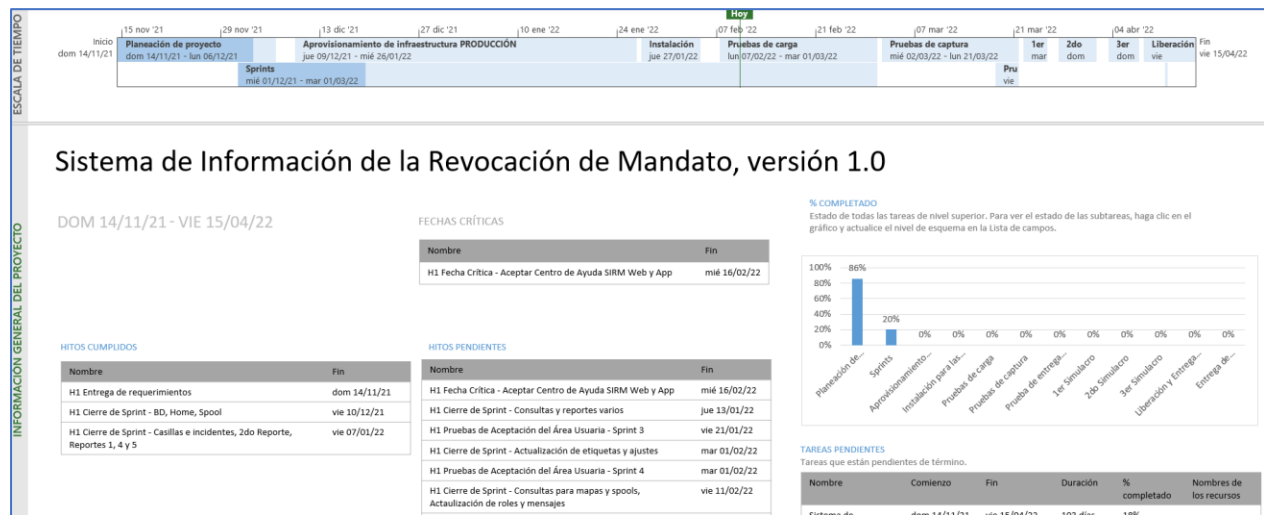 ESCALA DE TIEMPO
Hoy
15 nov '21 29 nov '21 13 dic '21 27 dic '21 10 ene '22 24 ene '22 07 feb '22 21 feb '22 07 mar '22 21 mar '22 04 abr '22
Inicio
dom 14/11/21
Planeación de proyecto
dom 14/11/21 - lun 06/12/21
Aprovisionamiento de infraestructura PRODUCCIÓN
jue 09/12/21 - mié 26/01/22
Instalación
jue 27/01/22
Pruebas de carga
lun 07/02/22 - mar 01/03/22
Pruebas de captura
mié 02/03/22 - lun 21/03/22
1er
mar
2do
dom
3er
dom
Liberación
vie
Fin
vie 15/04/22
Sprints
mié 01/12/21 - mar 01/03/22
Pru
vie
INFORMACIÓN GENERAL DEL PROYECTO
Sistema de Información de la Revocación de Mandato, versión 1.0
DOM 14/11/21 - VIE 15/04/22
FECHAS CRÍTICAS
Nombre Fin
H1 Fecha Crítica - Aceptar Centro de Ayuda SIRM Web y App mié 16/02/22
% COMPLETADO
Estado de todas las tareas de nivel superior. Para ver el estado de las subtareas, haga clic en el
gráfico y actualice el nivel de esquema en la Lista de campos.
100%
80%
60%
40%
20%
0%
86% 20% 0% 0% 0% 0% 0% 0% 0% 0% 0% 0%
Planeación de...
Sprints
Aprovisionamiento...
Instalación para las...
Pruebas de carga
Pruebas de captura
Prueba de entrega...
1er Simulacro
2do Simulacro
3er Simulacro
Liberación y Entrega...
Entrega de...
HITOS CUMPLIDOS
Nombre Fin
H1 Entrega de requerimientos dom 14/11/21
H1 Cierre de Sprint - BD, Home, Spool vie 10/12/21
H1 Cierre de Sprint - Casillas e incidentes, 2do Reporte, vie 07/01/22
Reportes 1, 4 y 5
HITOS PENDIENTES
Nombre Fin
H1 Fecha Crítica - Aceptar Centro de Ayuda SIRM Web y App mié 16/02/22
H1 Cierre de Sprint - Consultas y reportes varios jue 13/01/22
H1 Pruebas de Aceptación del Área Usuaria - Sprint 3 vie 21/01/22
H1 Cierre de Sprint - Actualización de etiquetas y ajustes mar 01/02/22
H1 Pruebas de Aceptación del Área Usuaria - Sprint 4 mar 01/02/22
H1 Cierre de Sprint - Consultas para mapas y spools, vie 11/02/22
Actaulización de roles y mensajes
TAREAS PENDIENTES
Tareas que están pendientes de término.
Nombre Comienzo Fin Duración % completado Nombres de los recursos
Sistema de dom 14/11/21 vie 15/04/22 102 días 18%